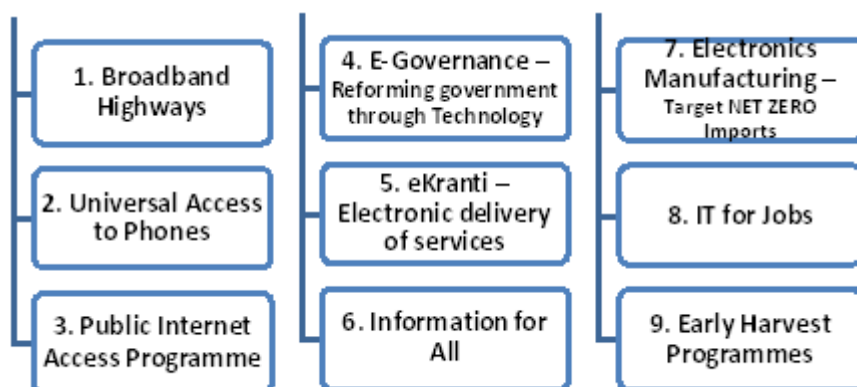 1. Broadband
Highways
2. Universal Access
to Phones
3. Public Internet
Access Programme
4. E-Governance –
Reforming government
through Technology
5. eKranti –
Electronic delivery
of services
6. Information for
All
7. Electronics
Manufacturing –
Target NET ZERO
Imports
8. IT for Jobs
9. Early Harvest
Programmes